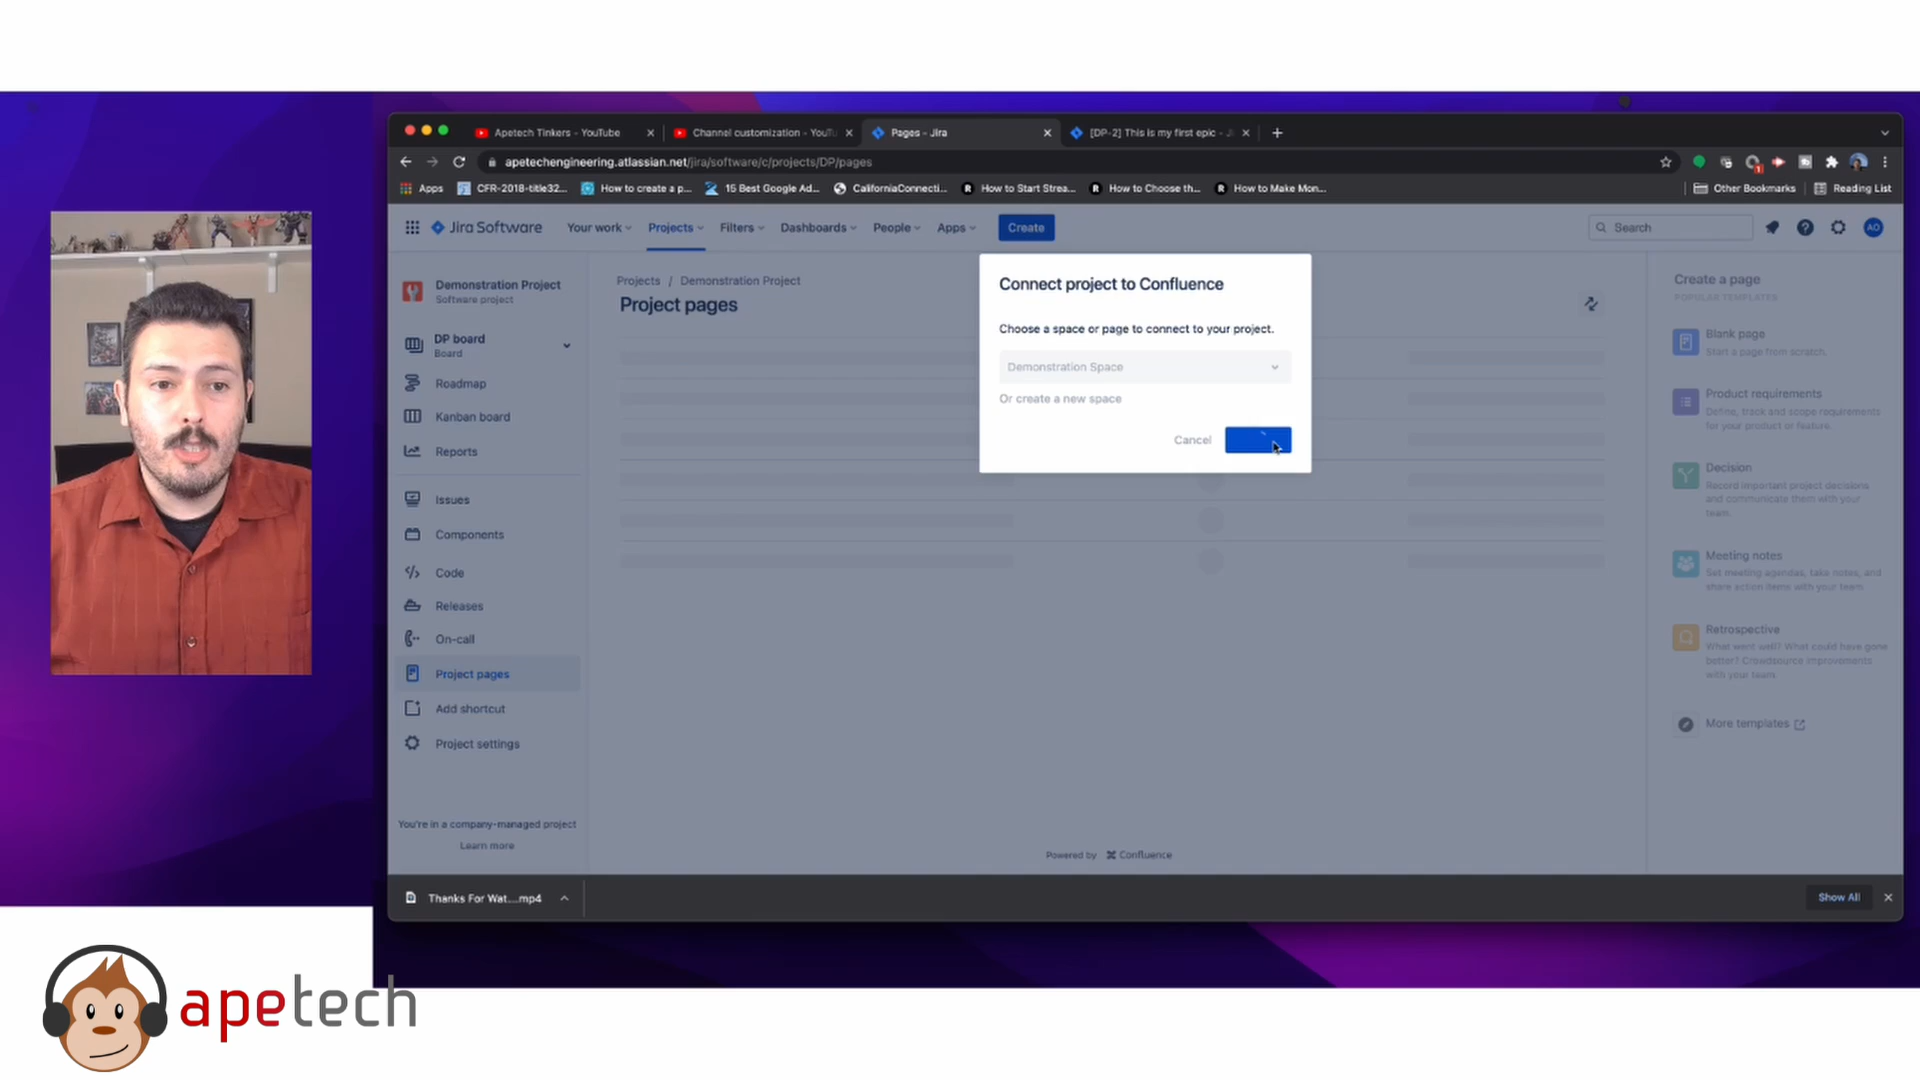 Apetech Tinkers - YouTube
Channel customization - YouTu
Pages - Jira
[DP-2] This is my first epic - Ji
apetechengineering.atlassian.net/jira/software/c/projects/DP/pages
Apps
CFR-2018-title32...
How to create a p...
15 Best Google Ad...
CaliforniaConnecti...
How to Start Strea...
How to Choose th...
How to Make Mon...
Other Bookmarks
Reading List
Jira Software
Your work
Projects
Filters
Dashboards
People
Apps
Create
Search
AO
Demonstration Project
Software project
DP board
Board
Roadmap
Kanban board
Reports
Issues
Components
Code
Releases
On-call
Project pages
Add shortcut
Project settings
You're in a company-managed project
Learn more
Projects / Demonstration Project
Project pages
Connect project to Confluence
Choose a space or page to connect to your project.
Demonstration Space
Or create a new space
Cancel
Powered by Confluence
Create a page
POPULAR TEMPLATES
Blank page
Start a page from scratch.
Product requirements
Define, track and scope requirements
for your product or feature.
Decision
Record important project decisions
and communicate them with your
team.
Meeting notes
Set meeting agendas, take notes, and
share action items with your team.
Retrospective
What went well? What could have gone
better? Crowdsource improvements
with your team.
More templates
Thanks For Wat....mp4
Show All
apetech